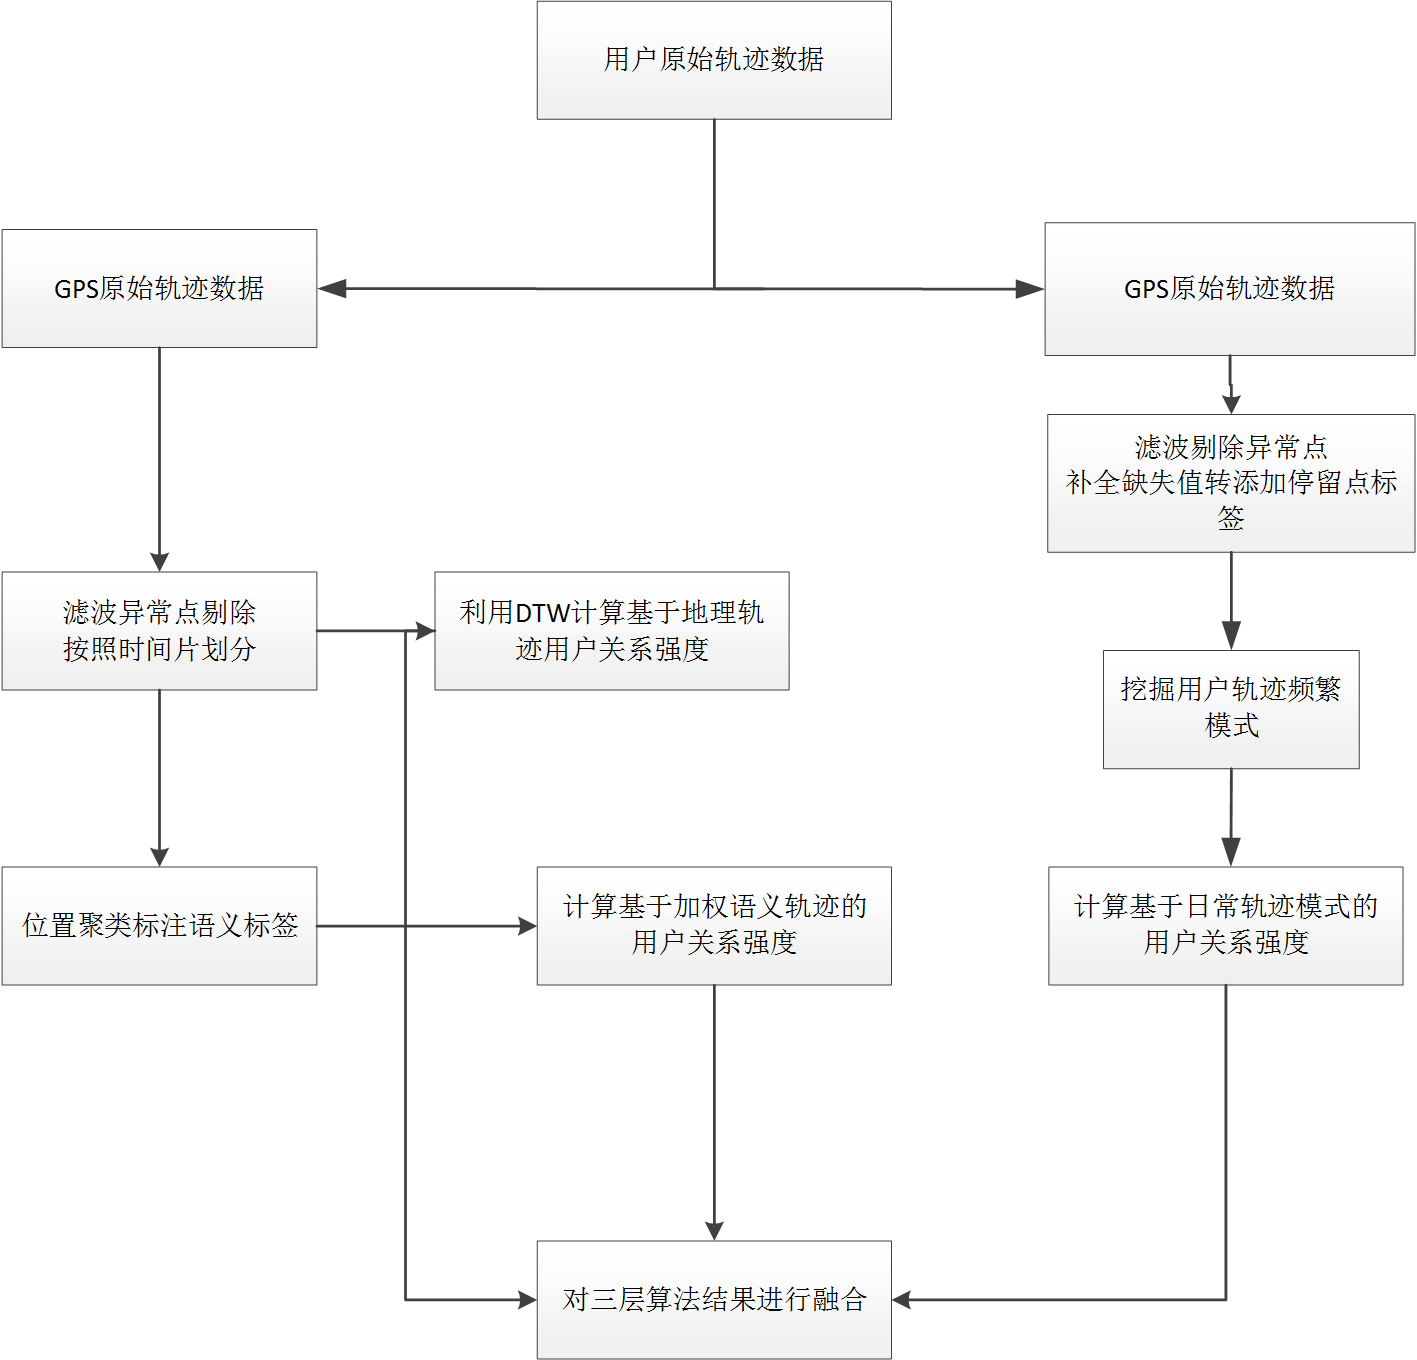 用户原始轨迹数据
GPS原始轨迹数据
GPS原始轨迹数据
滤波剔除异常点
补全缺失值转添加停留点标
签
滤波异常点剔除
按照时间片划分
利用DTW计算基于地理轨
迹用户关系强度
挖掘用户轨迹频繁
模式
位置聚类标注语义标签
计算基于加权语义轨迹的
用户关系强度
计算基于日常轨迹模式的
用户关系强度
对三层算法结果进行融合